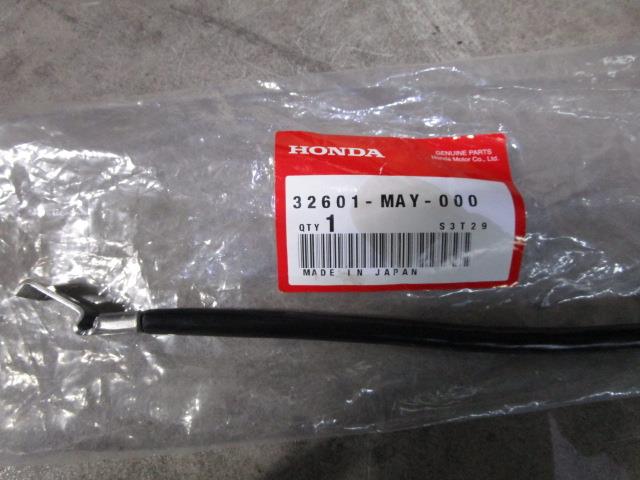 HONDA
GENUINE PARTS
Honda Motor Co., Ltd.
32601-MAY-000
QTY 1 S3T29
MADE IN JAPAN